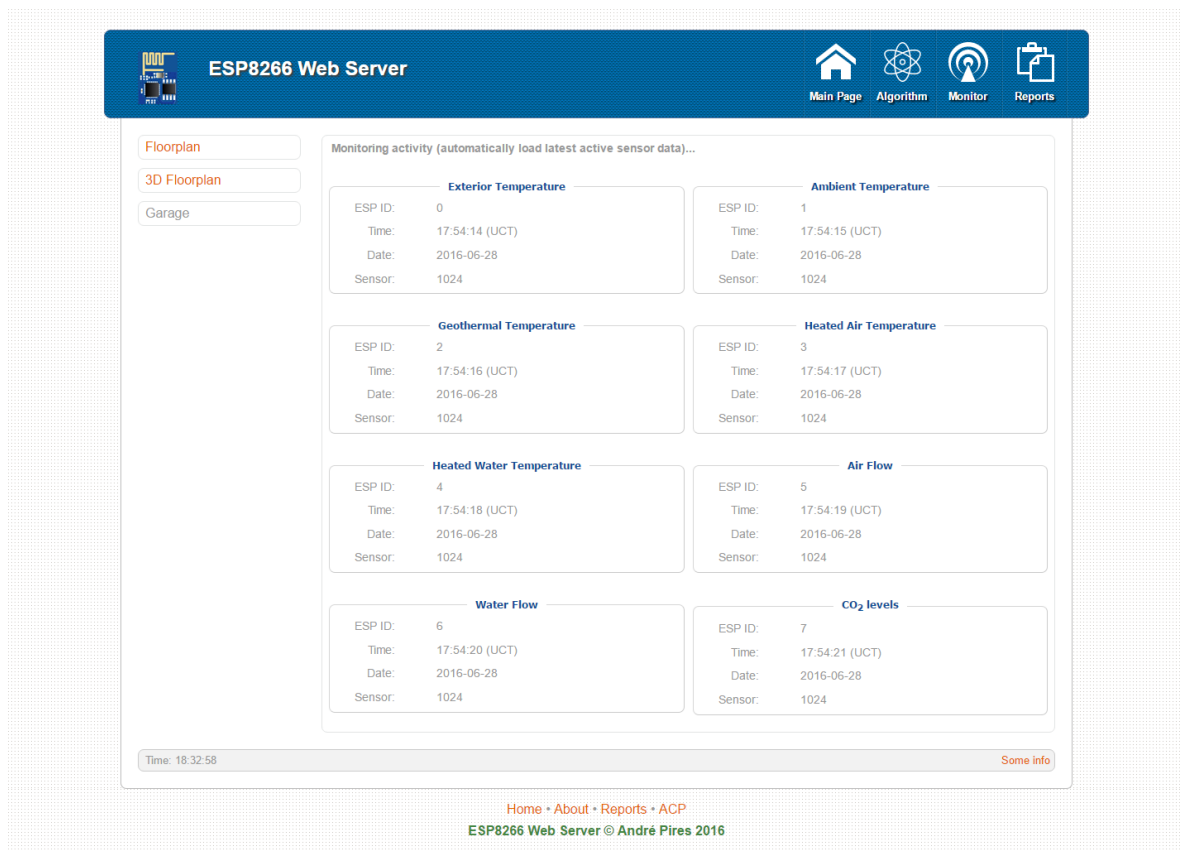 ESP8266 Web Server
Main Page Algorithm Monitor Reports
Floorplan
3D Floorplan
Garage
Monitoring activity (automatically load latest active sensor data)...
Exterior Temperature
ESP ID: 0
Time: 17:54:14 (UCT)
Date: 2016-06-28
Sensor: 1024
Ambient Temperature
ESP ID: 1
Time: 17:54:15 (UCT)
Date: 2016-06-28
Sensor: 1024
Geothermal Temperature
ESP ID: 2
Time: 17:54:16 (UCT)
Date: 2016-06-28
Sensor: 1024
Heated Air Temperature
ESP ID: 3
Time: 17:54:17 (UCT)
Date: 2016-06-28
Sensor: 1024
Heated Water Temperature
ESP ID: 4
Time: 17:54:18 (UCT)
Date: 2016-06-28
Sensor: 1024
Air Flow
ESP ID: 5
Time: 17:54:19 (UCT)
Date: 2016-06-28
Sensor: 1024
Water Flow
ESP ID: 6
Time: 17:54:20 (UCT)
Date: 2016-06-28
Sensor: 1024
CO₂ levels
ESP ID: 7
Time: 17:54:21 (UCT)
Date: 2016-06-28
Sensor: 1024
Time: 18:32:58 Some info
Home • About • Reports • ACP
ESP8266 Web Server © André Pires 2016